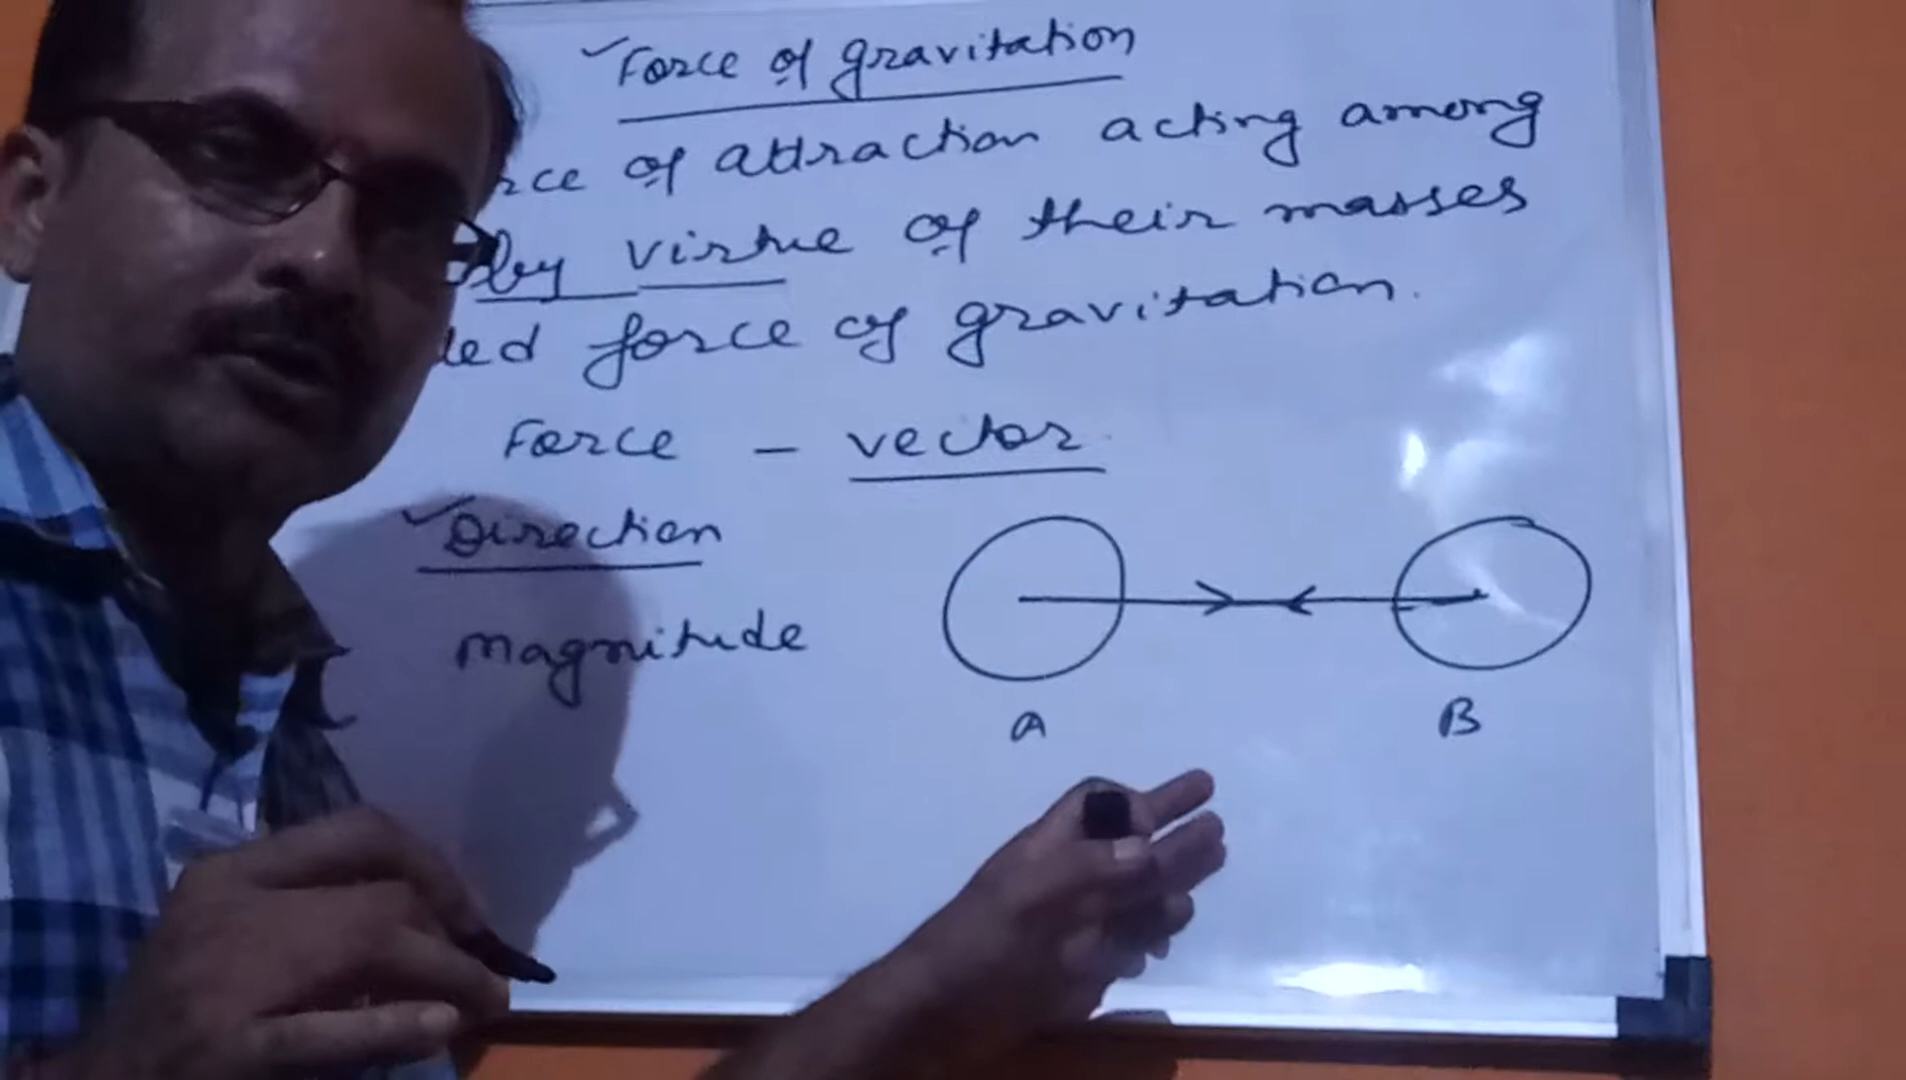 Force of gravitation
rce of attraction acting among
by virtue of their masses
led force of gravitation.
Force - vector
Direction
magnitude
A
B